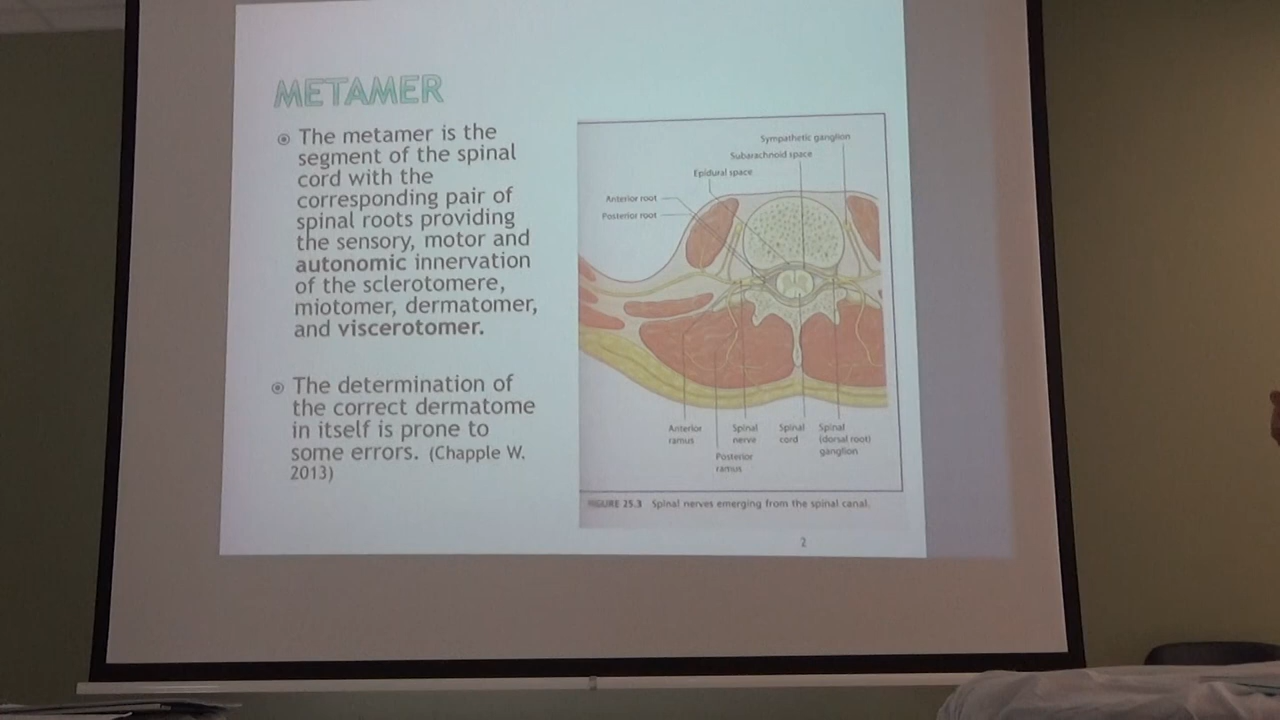 METAMER
The metamer is the
segment of the spinal
cord with the
corresponding pair of
spinal roots providing
the sensory, motor and
autonomic innervation
of the sclerotomere,
miotomer, dermatomer,
and viscerotomer.
The determination of
the correct dermatome
in itself is prone to
some errors. (Chapple W.
2013)
Sympathetic ganglion
Subarachnoid space
Epidural space
Anterior root
Posterior root
Anterior
ramus
Posterior
ramus
Spinal
nerve
Spinal
cord
Spinal
(dorsal root)
ganglion
FIGURE 25.3 Spinal nerves emerging from the spinal canal.
2